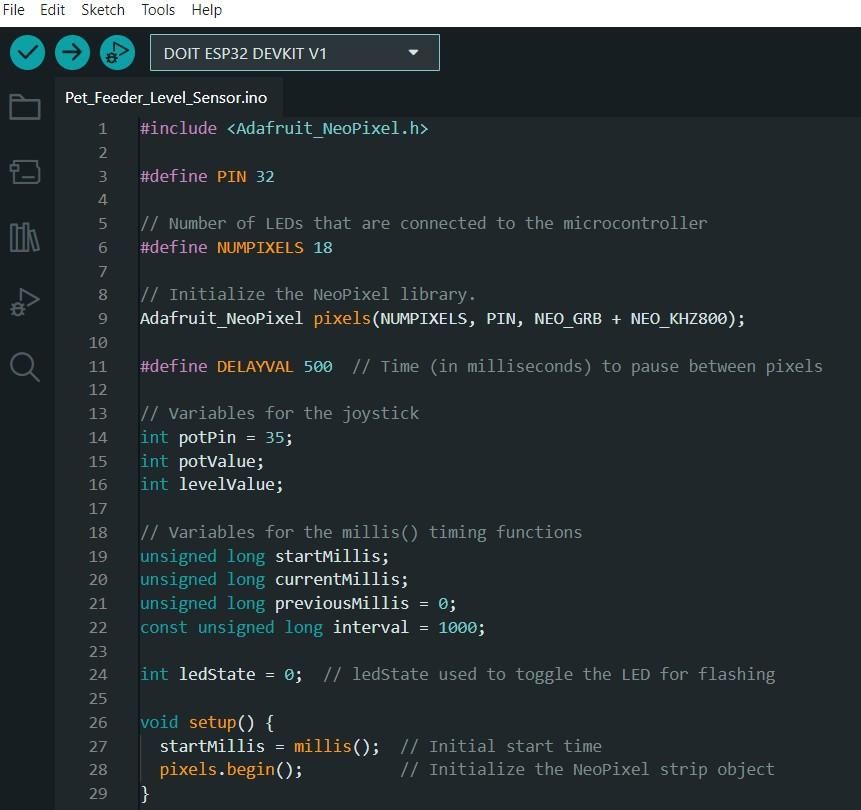 File Edit Sketch Tools Help
DOIT ESP32 DEVKIT V1
Pet_Feeder_Level_Sensor.ino
1 #include <Adafruit_NeoPixel.h>
2
3 #define PIN 32
4
5 // Number of LEDs that are connected to the microcontroller
6 #define NUMPIXELS 18
7
8 // Initialize the NeoPixel library.
9 Adafruit_NeoPixel pixels(NUMPIXELS, PIN, NEO_GRB + NEO_KHZ800);
10
11 #define DELAYVAL 500  // Time (in milliseconds) to pause between pixels
12
13 // Variables for the joystick
14 int potPin = 35;
15 int potValue;
16 int levelValue;
17
18 // Variables for the millis() timing functions
19 unsigned long startMillis;
20 unsigned long currentMillis;
21 unsigned long previousMillis = 0;
22 const unsigned long interval = 1000;
23
24 int ledState = 0;  // ledState used to toggle the LED for flashing
25
26 void setup() {
27   startMillis = millis();  // Initial start time
28   pixels.begin();          // Initialize the NeoPixel strip object
29 }